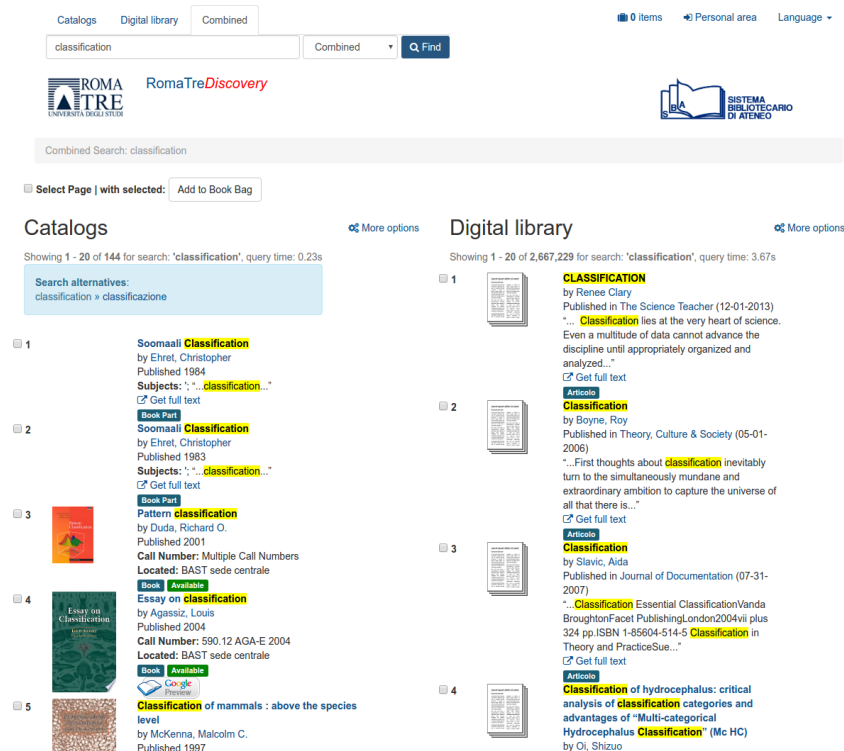 Catalogs Digital library Combined 0 items Personal area Language
classification Combined Find
ROMA TRE
UNIVERSITÀ DEGLI STUDI
RomaTreDiscovery
SBA
SISTEMA
BIBLIOTECARIO
DI ATENEO
Combined Search: classification
Select Page | with selected: Add to Book Bag
Catalogs
More options
Showing 1 - 20 of 144 for search: 'classification', query time: 0.23s
Search alternatives:
classification » classificazione
1
Soomaali Classification
by Ehret, Christopher
Published 1984
Subjects: '; “...classification...”
Get full text
Book Part
2
Soomali Classification
by Ehret, Christopher
Published 1983
Subjects: '; “...classification...”
Get full text
Book Part
3
Pattern classification
by Duda, Richard O.
Published 2001
Call Number: Multiple Call Numbers
Located: BAST sede centrale
Book Available
4
Essay on
Classification
Essay on classification
by Agassiz, Louis
Published 2004
Call Number: 590.12 AGA-E 2004
Located: BAST sede centrale
Book Available
Google
Preview
5
Classification of mammals : above the species
level
by McKenna, Malcolm C.
Published 1997
Digital library
More options
Showing 1 - 20 of 2,667,229 for search: 'classification', query time: 3.67s
1
CLASSIFICATION
by Renee Clary
Published in The Science Teacher (12-01-2013)
“... Classification lies at the very heart of science.
Even a multitude of data cannot advance the
discipline until appropriately organized and
analyzed...”
Get full text
Articolo
2
Classification
by Boyne, Roy
Published in Theory, Culture & Society (05-01-
2006)
“...First thoughts about classification inevitably
turn to the simultaneously mundane and
extraordinary ambition to capture the universe of
all that there is...”
Get full text
Articolo
3
Classification
by Slavic, Aida
Published in Journal of Documentation (07-31-
2007)
“...Classification Essential ClassificationVanda
BroughtonFacet PublishingLondon2004vii plus
324 pp.ISBN 1-85604-514-5 Classification in
Theory and PracticeSue...”
Get full text
Articolo
4
Classification of hydrocephalus: critical
analysis of classification categories and
advantages of “Multi-categorical
Hydrocephalus Classification” (Mc HC)
by Oi, Shizuo